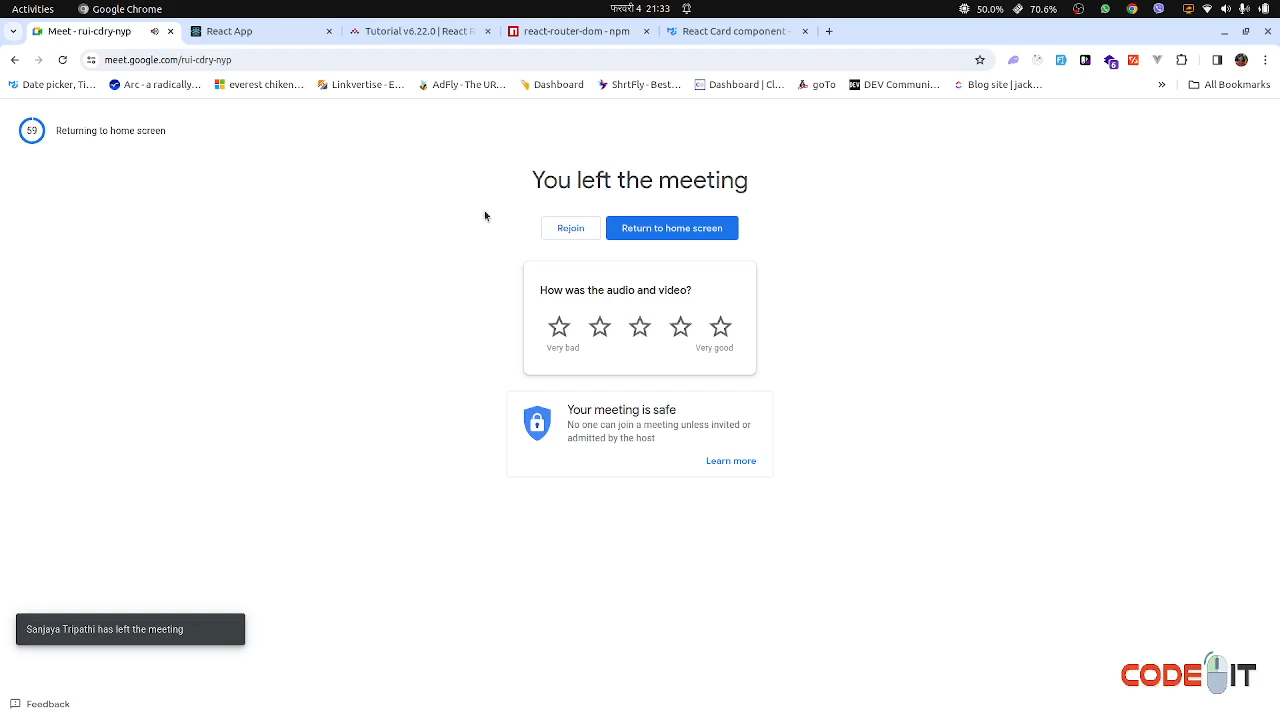 Activities
Google Chrome
फरवरी 4 21:33
50.0%
70.6%
Meet - rui-cdry-nyp
React App
Tutorial v6.22.0 | React R
react-router-dom - npm
React Card component -
meet.google.com/rui-cdry-nyp
6
Date picker, Ti...
Arc - a radically...
everest chiken...
Linkvertise - E...
AdFly - The UR...
Dashboard
ShrtFly - Best...
Dashboard | Cl...
goTo
DEV Communi...
Blog site | jack...
»
All Bookmarks
59
Returning to home screen
You left the meeting
Rejoin
Return to home screen
How was the audio and video?
Very bad
Very good
Your meeting is safe
No one can join a meeting unless invited or
admitted by the host
Learn more
Sanjaya Tripathi has left the meeting
CODE IT
Feedback